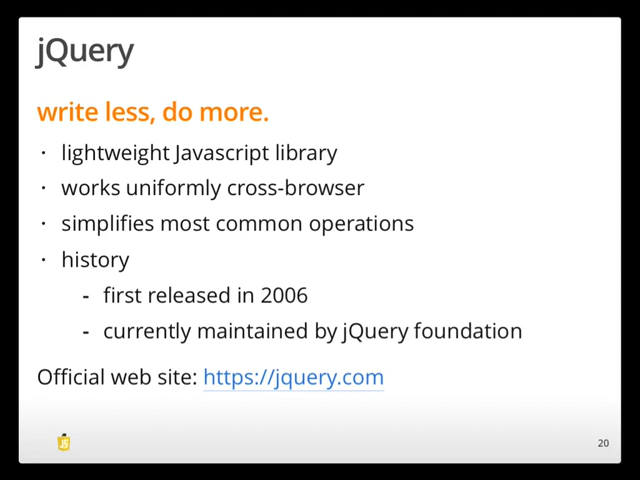 jQuery
write less, do more.
· lightweight Javascript library
· works uniformly cross-browser
· simplifies most common operations
· history
- first released in 2006
- currently maintained by jQuery foundation
Official web site: https://jquery.com
JS
20